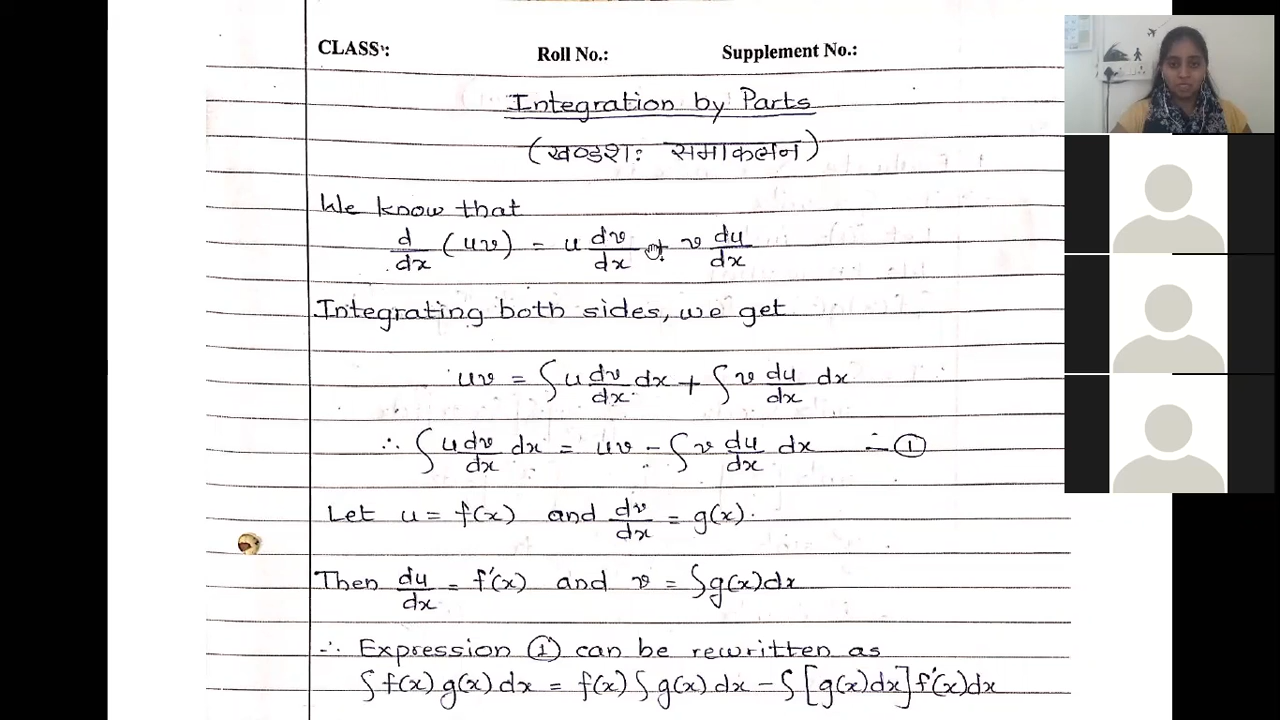 CLASS: Roll No.: Supplement No.:
Integration by Parts
(खण्डशः समाकलन)
We know that
d/dx (uv) = u dv/dx + v du/dx
Integrating both sides, we get
uv = ∫ u dv/dx dx + ∫ v du/dx dx
∴ ∫ u dv/dx dx = uv - ∫ v du/dx dx — ①
Let u = f(x) and dv/dx = g(x).
Then du/dx = f'(x) and v = ∫g(x)dx
∴ Expression ① can be rewritten as
∫ f(x) g(x) dx = f(x) ∫ g(x) dx - ∫ [g(x)dx] f'(x)dx